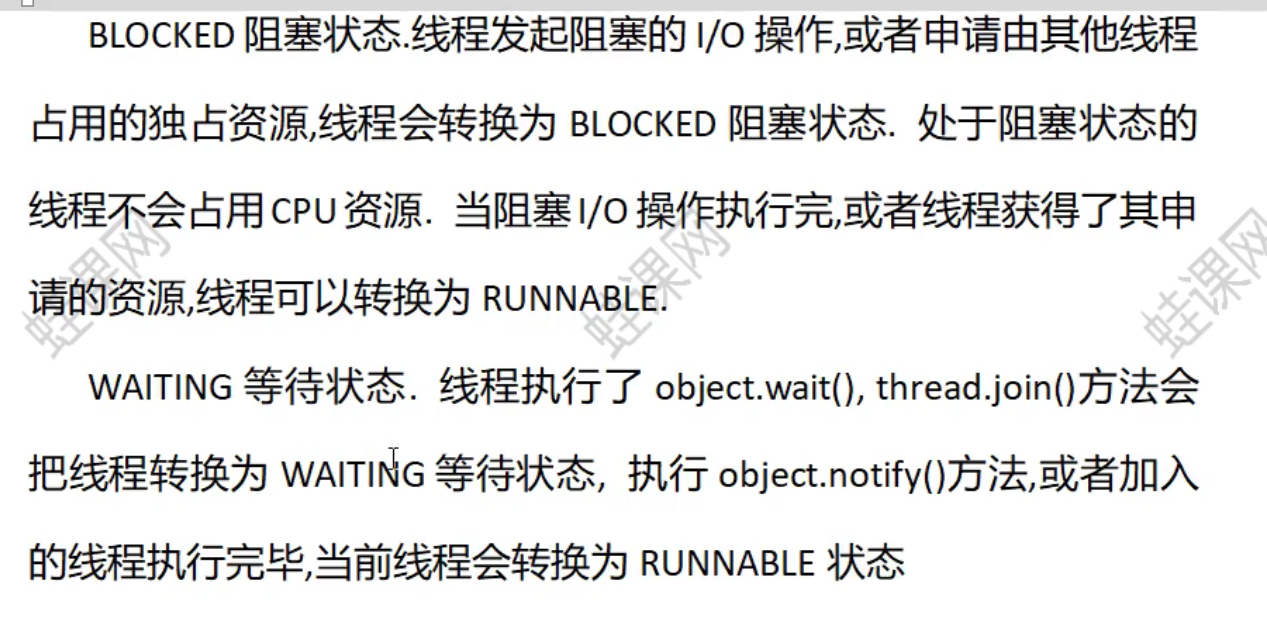 BLOCKED 阻塞状态.线程发起阻塞的 I/O 操作,或者申请由其他线程
占用的独占资源,线程会转换为 BLOCKED 阻塞状态. 处于阻塞状态的
线程不会占用CPU资源. 当阻塞I/O操作执行完,或者线程获得了其申
请的资源,线程可以转换为 RUNNABLE.
WAITING 等待状态. 线程执行了 object.wait(), thread.join()方法会
把线程转换为 WAITING 等待状态, 执行 object.notify()方法,或者加入
的线程执行完毕,当前线程会转换为 RUNNABLE 状态
蛙课网
蛙课网
蛙课网